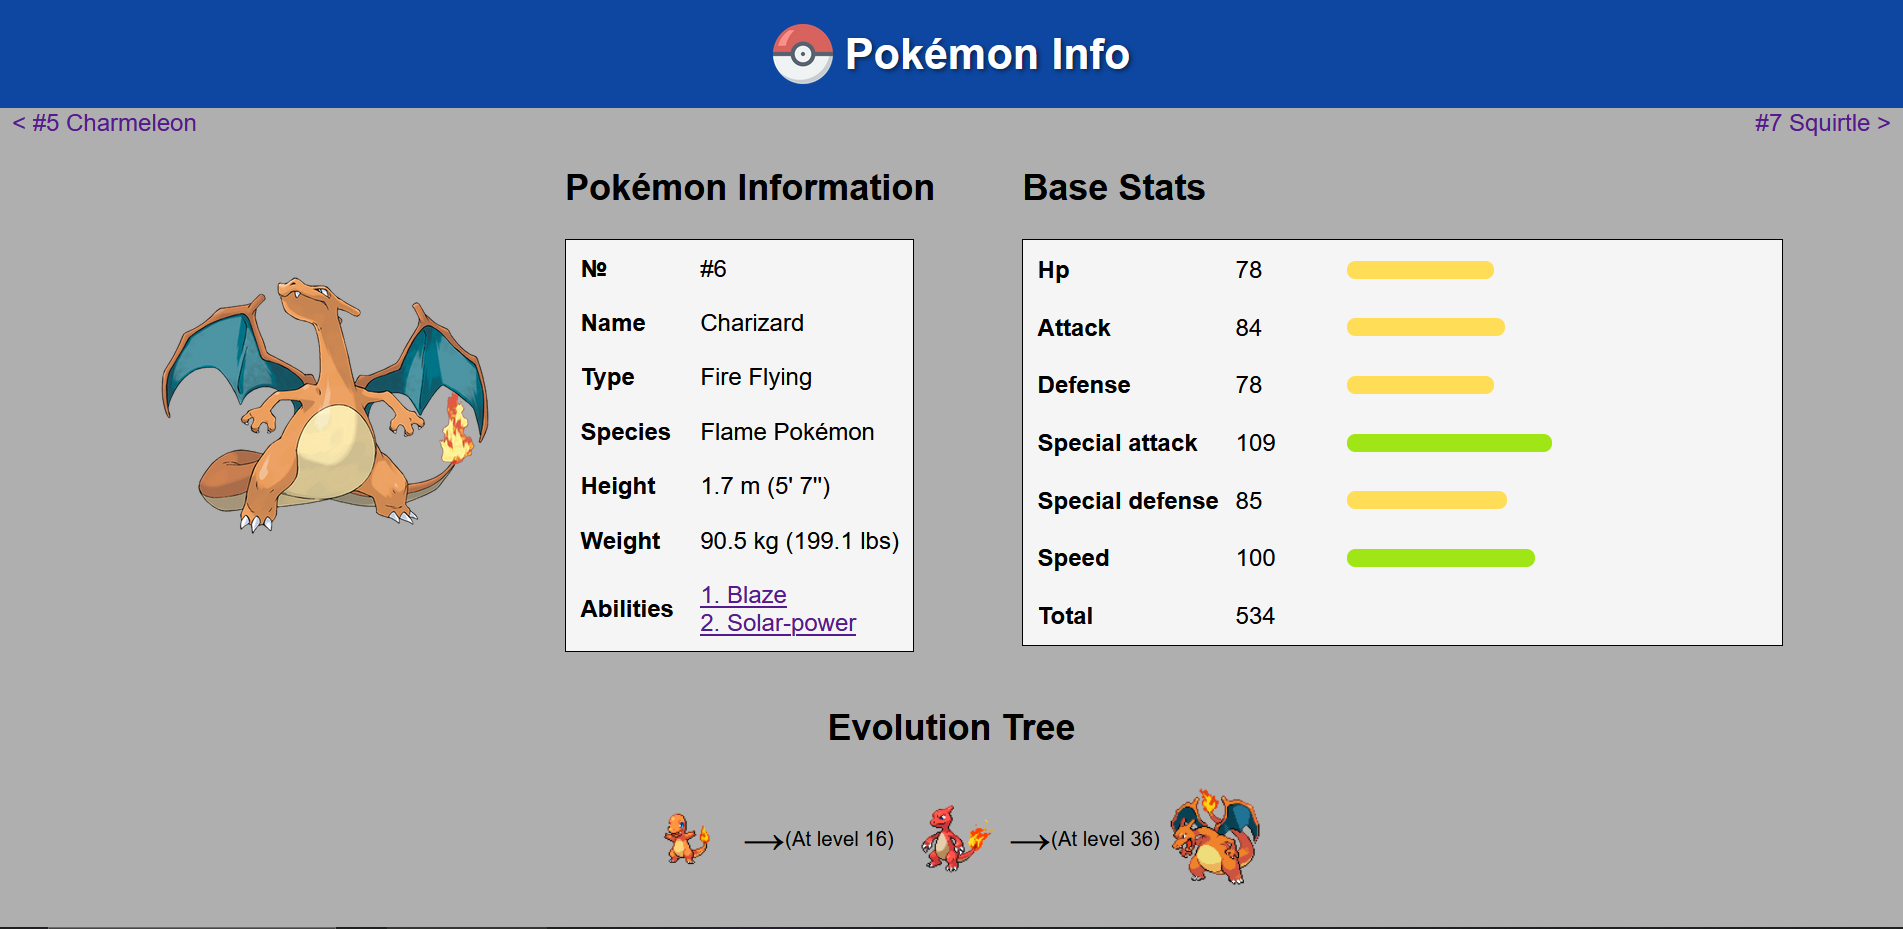 Pokémon Info
< #5 Charmeleon
#7 Squirtle >
Pokémon Information
№ #6
Name Charizard
Type Fire Flying
Species Flame Pokémon
Height 1.7 m (5' 7")
Weight 90.5 kg (199.1 lbs)
Abilities
1. Blaze
2. Solar-power
Base Stats
Hp 78
Attack 84
Defense 78
Special attack 109
Special defense 85
Speed 100
Total 534
Evolution Tree
(At level 16)
(At level 36)